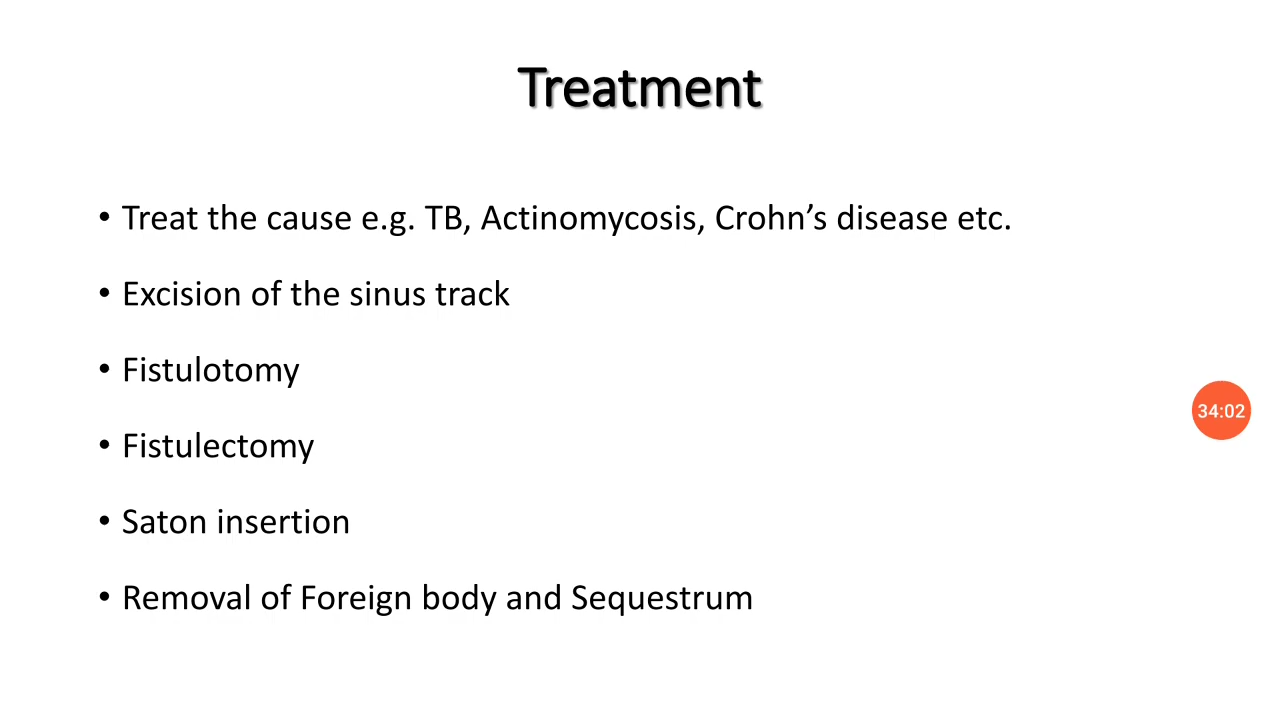 Treatment
• Treat the cause e.g. TB, Actinomycosis, Crohn’s disease etc.
• Excision of the sinus track
• Fistulotomy
34:02
• Fistulectomy
• Saton insertion
• Removal of Foreign body and Sequestrum